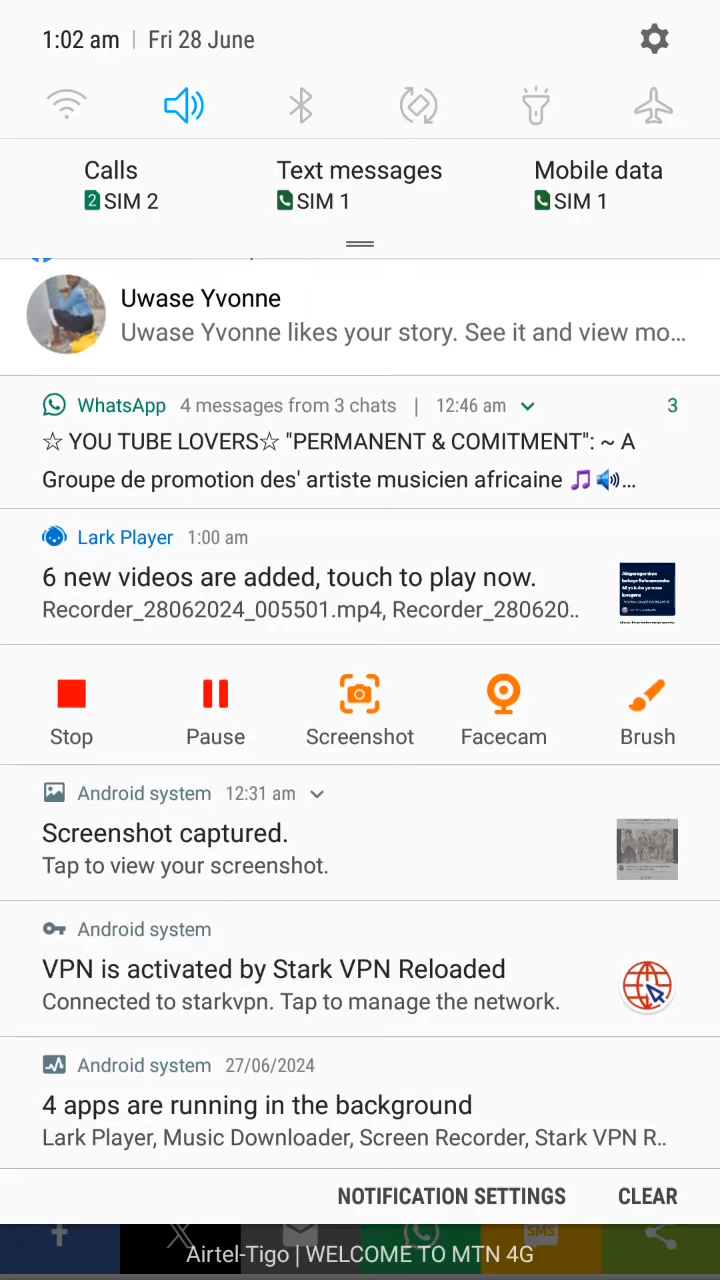 1:02 am | Fri 28 June
Calls
2 SIM 2
Text messages
SIM 1
Mobile data
SIM 1
Uwase Yvonne
Uwase Yvonne likes your story. See it and view mo...
WhatsApp 4 messages from 3 chats | 12:46 am 3
☆ YOU TUBE LOVERS☆ "PERMANENT & COMITMENT": ~ A
Groupe de promotion des' artiste musicien africaine 🎵🔊...
Lark Player 1:00 am
6 new videos are added, touch to play now.
Recorder_28062024_005501.mp4, Recorder_280620..
Stop
Pause
Screenshot
Facecam
Brush
Android system 12:31 am
Screenshot captured.
Tap to view your screenshot.
Android system
VPN is activated by Stark VPN Reloaded
Connected to starkvpn. Tap to manage the network.
Android system 27/06/2024
4 apps are running in the background
Lark Player, Music Downloader, Screen Recorder, Stark VPN R..
NOTIFICATION SETTINGS CLEAR
SMS
Airtel-Tigo | WELCOME TO MTN 4G